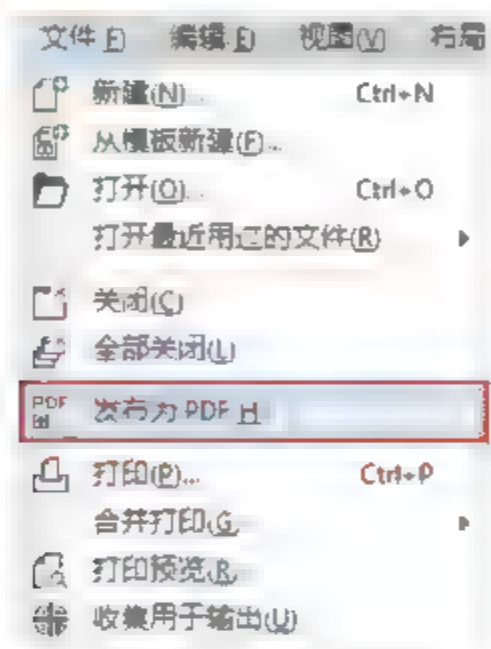 文件(F) 编辑(E) 视图(V) 布局
新建(N)... Ctrl+N
从模板新建(F)...
打开(O)... Ctrl+O
打开最近用过的文件(R)
关闭(C)
全部关闭(L)
PDF 发布为 PDF(H)
打印(P)... Ctrl+P
合并打印(G)
打印预览(R)
收集用于输出(U)